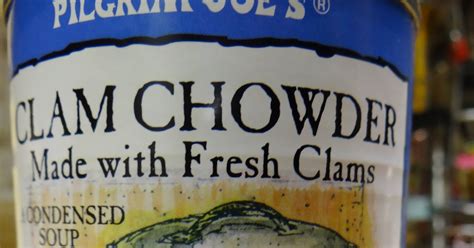 PILGRIM JOE'S®
CLAM CHOWDER
Made with Fresh Clams
A CONDENSED
SOUP